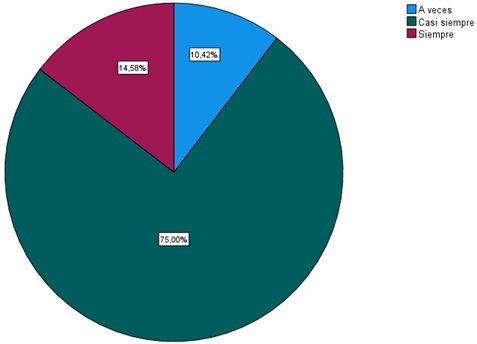 A veces
Casi siempre
Siempre
10,42%
14,58%
75,00%